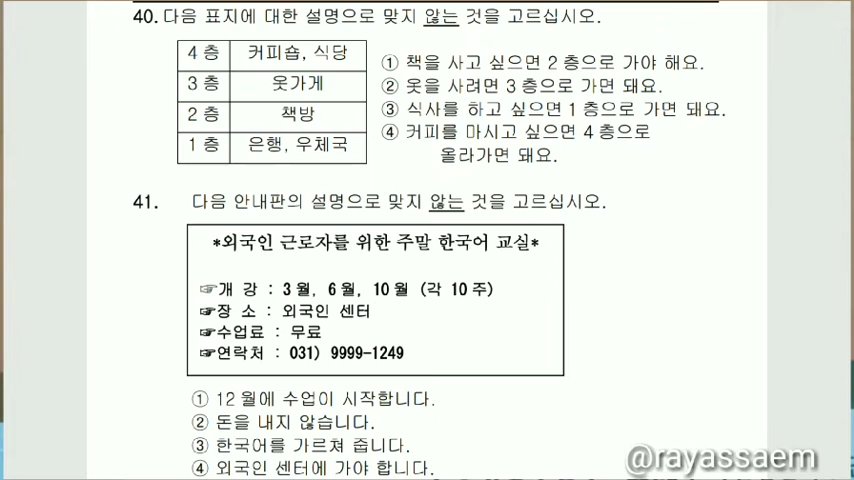 40. 다음 표지에 대한 설명으로 맞지 않는 것을 고르십시오.
4 층 커피숍, 식당
3 층 옷가게
2 층 책방
1 층 은행, 우체국
① 책을 사고 싶으면 2 층으로 가야 해요.
② 옷을 사려면 3 층으로 가면 돼요.
③ 식사를 하고 싶으면 1 층으로 가면 돼요.
④ 커피를 마시고 싶으면 4 층으로
올라가면 돼요.
41. 다음 안내판의 설명으로 맞지 않는 것을 고르십시오.
*외국인 근로자를 위한 주말 한국어 교실*
☞개 강 : 3 월, 6 월, 10 월 (각 10 주)
☞장 소 : 외국인 센터
☞수업료 : 무료
☞연락처 : 031) 9999-1249
① 12 월에 수업이 시작합니다.
② 돈을 내지 않습니다.
③ 한국어를 가르쳐 줍니다.
④ 외국인 센터에 가야 합니다.
@rayassaem